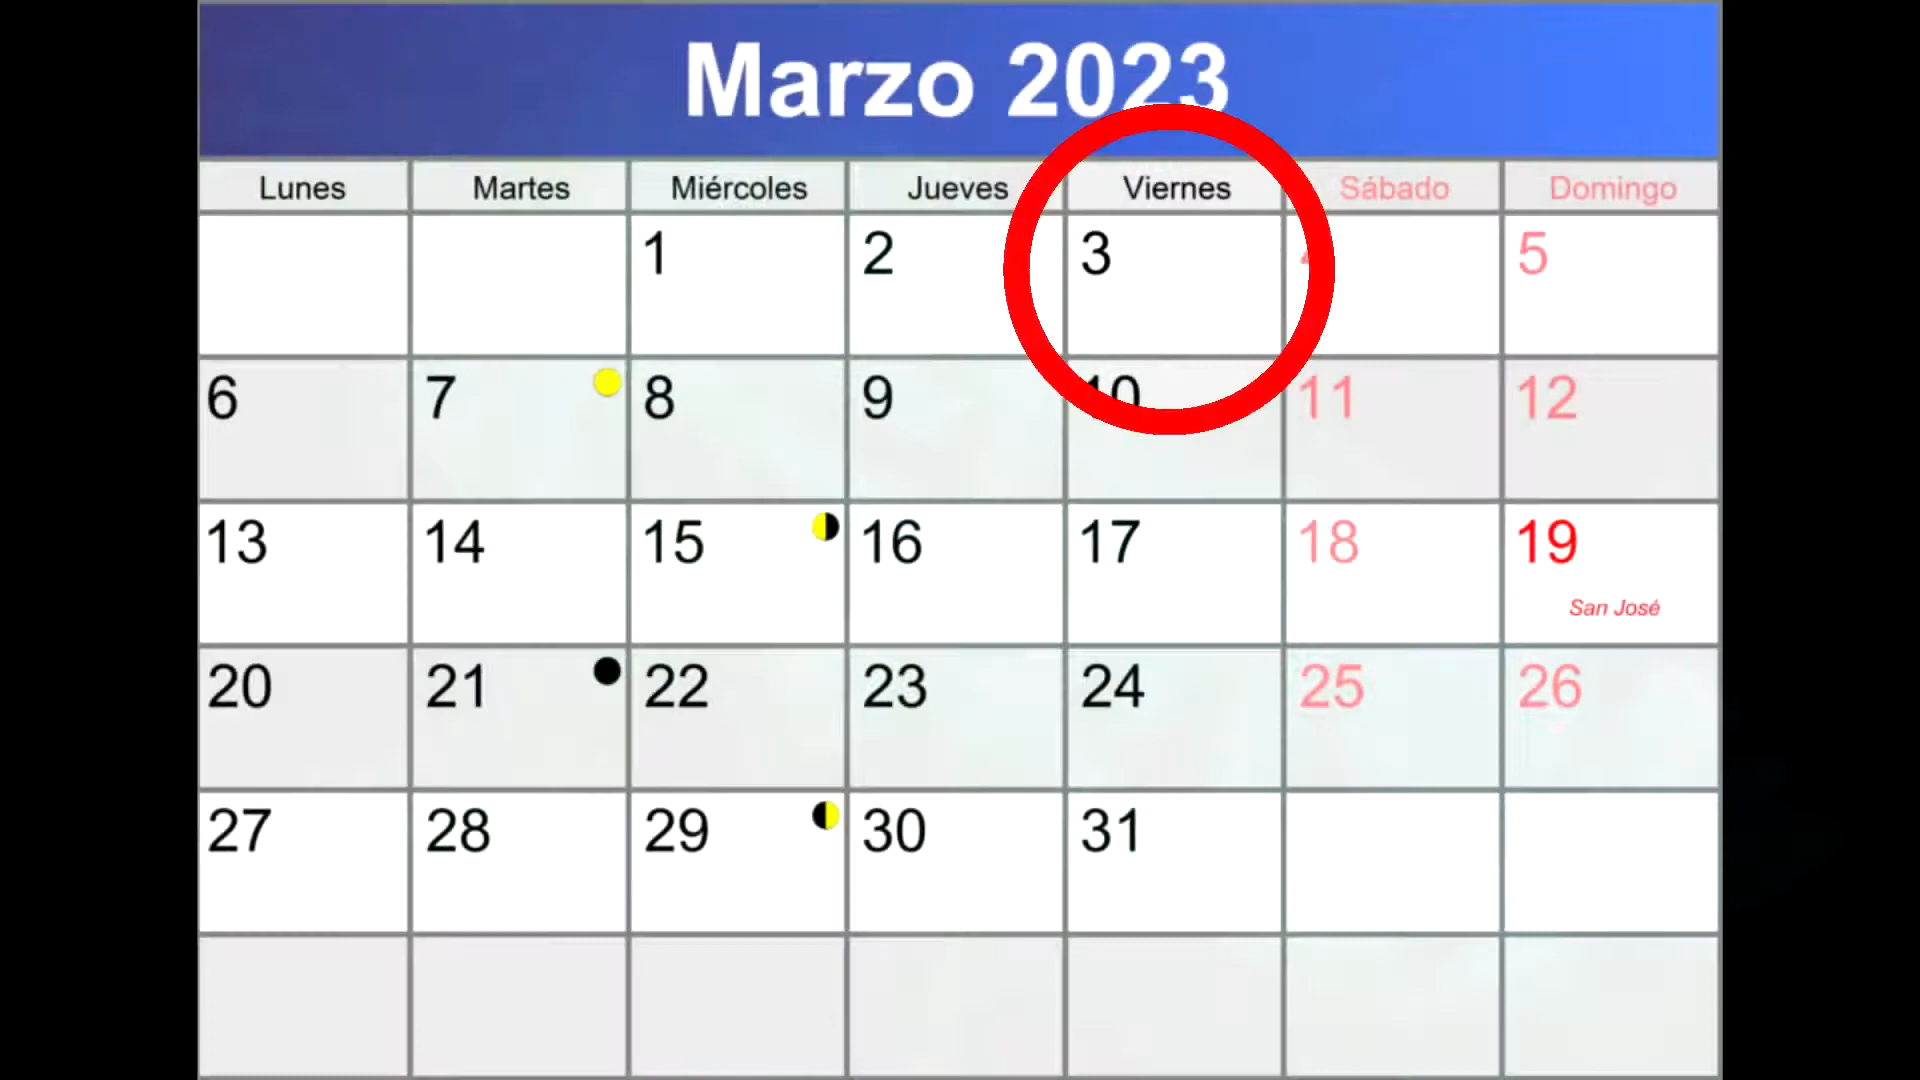 Marzo 2023
Lunes Martes Miércoles Jueves Viernes Sábado Domingo
1 2 3 4 5
6 7 8 9 10 11 12
13 14 15 16 17 18 19
San José
20 21 22 23 24 25 26
27 28 29 30 31